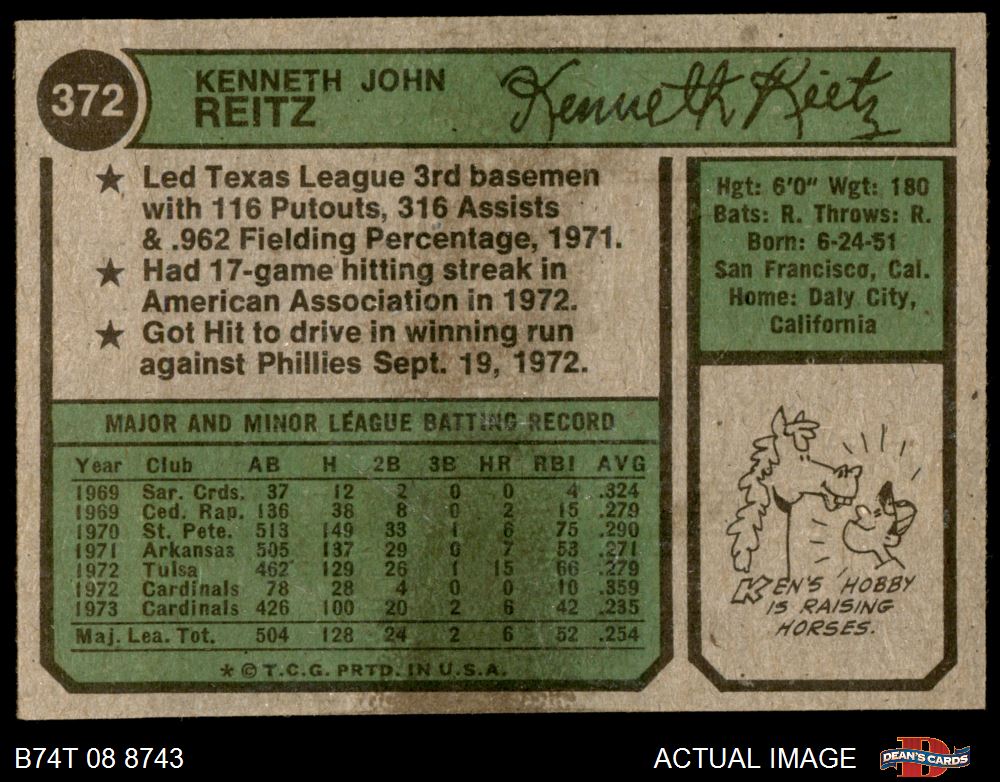 372
KENNETH JOHN
REITZ
Kenneth Reitz
★ Led Texas League 3rd basemen
with 116 Putouts, 316 Assists
& .962 Fielding Percentage, 1971.
★ Had 17-game hitting streak in
American Association in 1972.
★ Got Hit to drive in winning run
against Phillies Sept. 19, 1972.
Hgt: 6'0" Wgt: 180
Bats: R. Throws: R.
Born: 6-24-51
San Francisco, Cal.
Home: Daly City,
California
MAJOR AND MINOR LEAGUE BATTING RECORD
Year Club AB H 2B 3B HR RBI AVG
1969 Sar. Crds. 37 12 2 0 0 4 .324
1969 Ced. Rap. 136 38 8 0 2 15 .279
1970 St. Pete. 513 149 33 1 6 75 .290
1971 Arkansas 505 137 29 0 7 53 .271
1972 Tulsa 462 129 26 1 15 66 .279
1972 Cardinals 78 28 4 0 0 10 .359
1973 Cardinals 426 100 20 2 6 42 .235
Maj. Lea. Tot. 504 128 24 2 6 52 .254
* © T.C.G. PRTD. IN U.S.A.
KEN'S HOBBY
IS RAISING
HORSES.
B74T 08 8743
ACTUAL IMAGE
DEAN'S CARDS